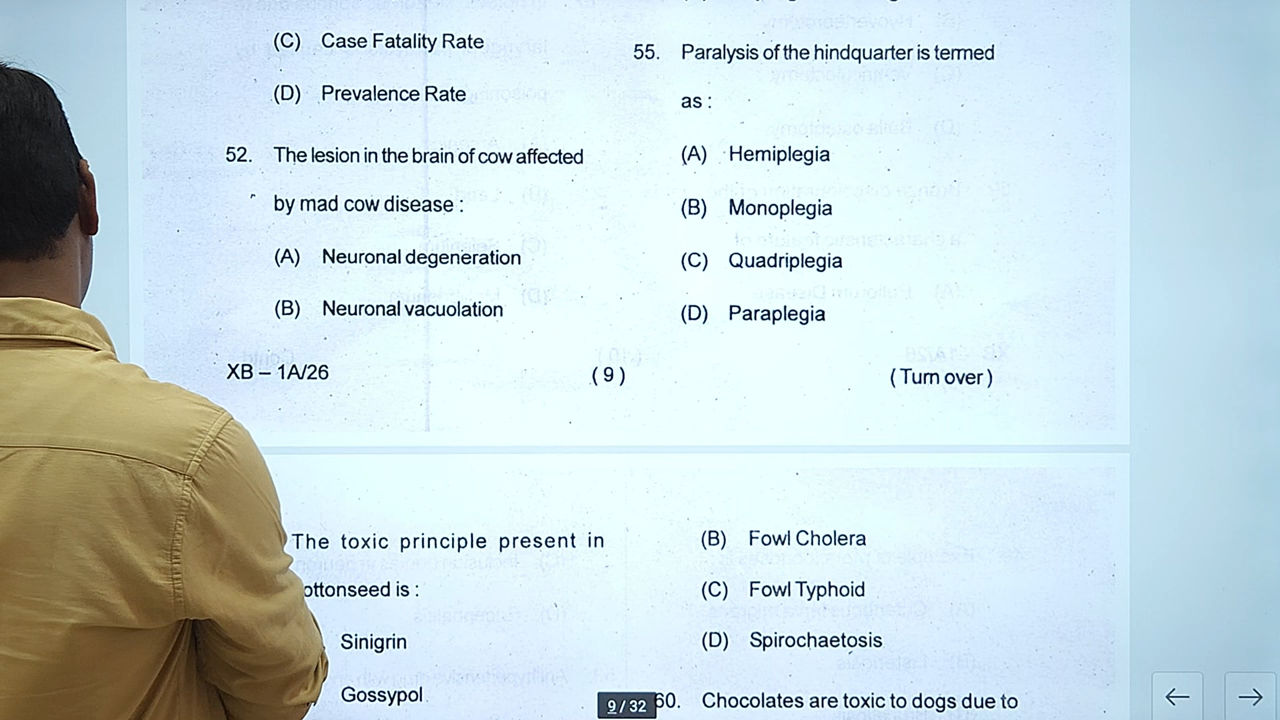 (C) Case Fatality Rate
(D) Prevalence Rate
52. The lesion in the brain of cow affected
by mad cow disease :
(A) Neuronal degeneration
(B) Neuronal vacuolation
55. Paralysis of the hindquarter is termed
as :
(A) Hemiplegia
(B) Monoplegia
(C) Quadriplegia
(D) Paraplegia
XB – 1A/26
( 9 )
( Turn over )
The toxic principle present in
ottonseed is :
Sinigrin
Gossypol
(B) Fowl Cholera
(C) Fowl Typhoid
(D) Spirochaetosis
60. Chocolates are toxic to dogs due to
9 / 32